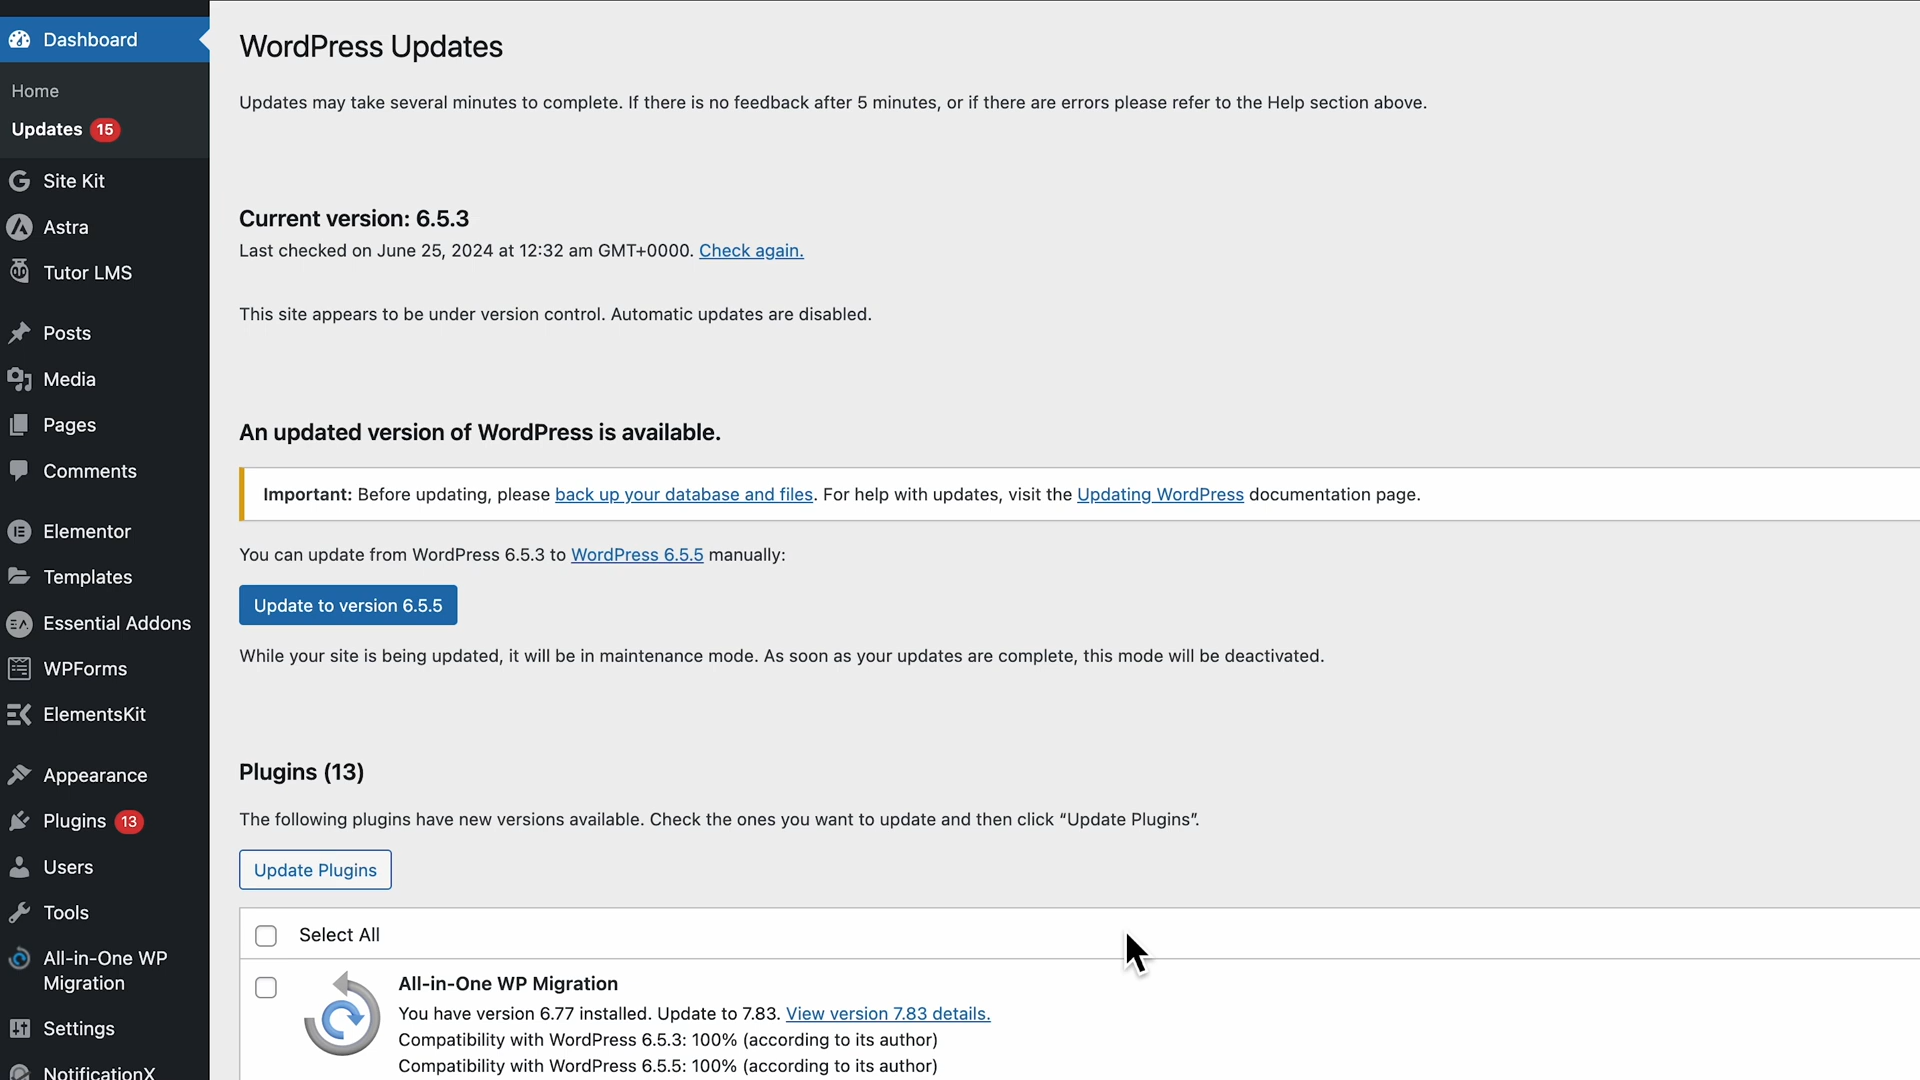 Dashboard
Home
Updates 15
Site Kit
Astra
Tutor LMS
Posts
Media
Pages
Comments
Elementor
Templates
Essential Addons
WPForms
ElementsKit
Appearance
Plugins 13
Users
Tools
All-in-One WP
Migration
Settings
NotificationX
WordPress Updates
Updates may take several minutes to complete. If there is no feedback after 5 minutes, or if there are errors please refer to the Help section above.
Current version: 6.5.3
Last checked on June 25, 2024 at 12:32 am GMT+0000. Check again.
This site appears to be under version control. Automatic updates are disabled.
An updated version of WordPress is available.
Important: Before updating, please back up your database and files. For help with updates, visit the Updating WordPress documentation page.
You can update from WordPress 6.5.3 to WordPress 6.5.5 manually:
Update to version 6.5.5
While your site is being updated, it will be in maintenance mode. As soon as your updates are complete, this mode will be deactivated.
Plugins (13)
The following plugins have new versions available. Check the ones you want to update and then click “Update Plugins”.
Update Plugins
Select All
All-in-One WP Migration
You have version 6.77 installed. Update to 7.83. View version 7.83 details.
Compatibility with WordPress 6.5.3: 100% (according to its author)
Compatibility with WordPress 6.5.5: 100% (according to its author)